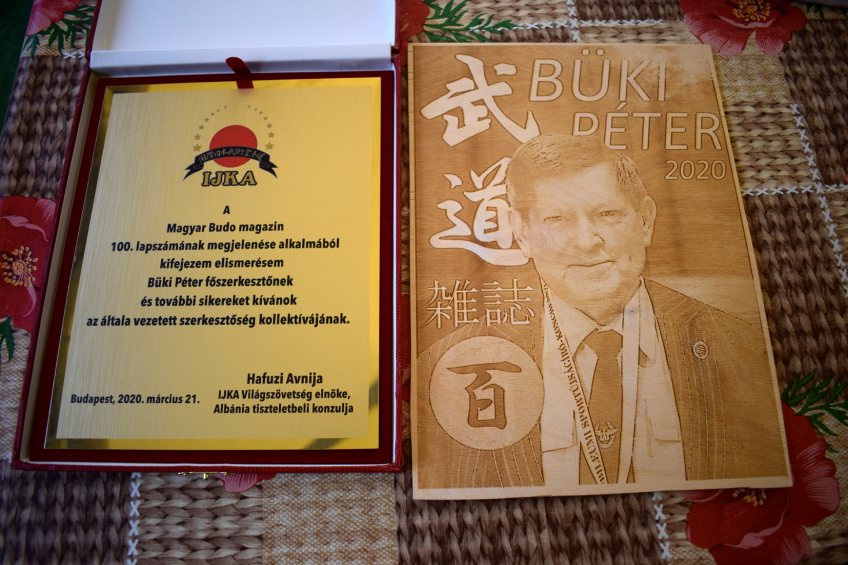 IJKA
A
Magyar Budo magazin
100. lapszámának megjelenése alkalmából
kifejezem elismerésem
Büki Péter főszerkesztőnek
és további sikereket kívánok
az általa vezetett szerkesztőség kollektívájának.
Budapest, 2020. március 21.
Hafuzi Avnija
IJKA Világszövetség elnöke,
Albánia tiszteletbeli konzulja
BÜKI
PÉTER
2020
武
道
雑誌
百